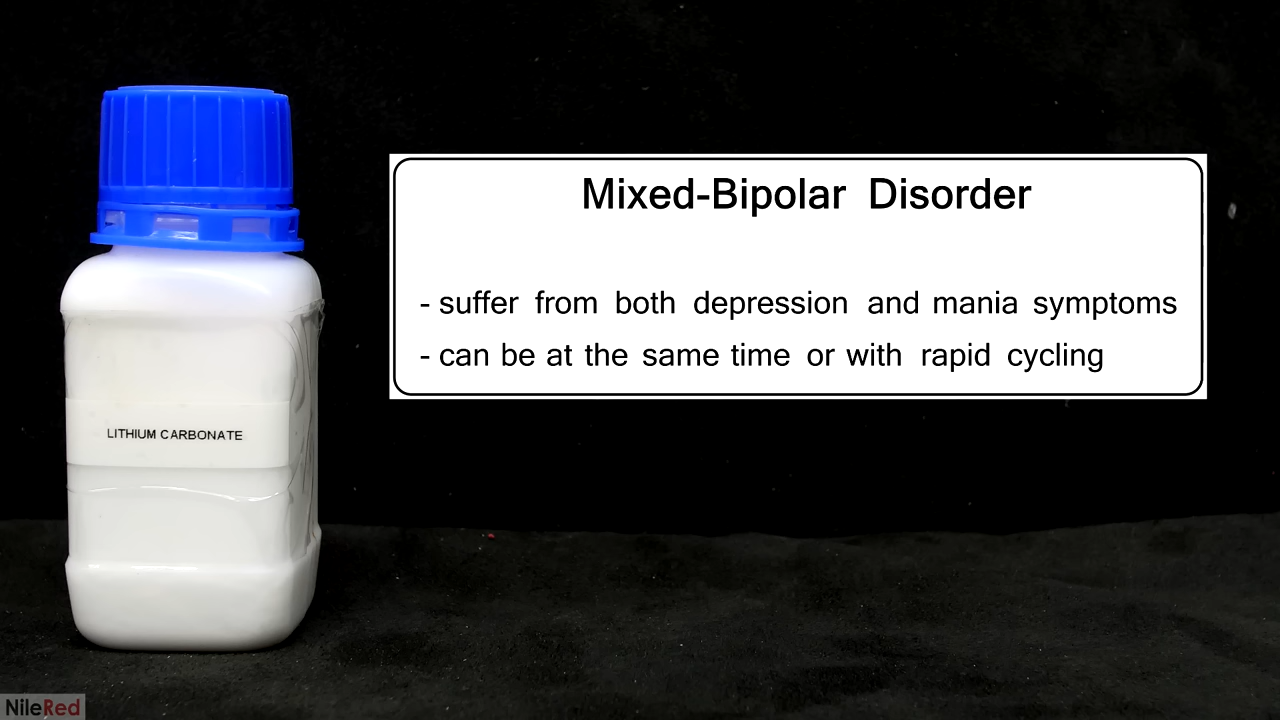 Mixed-Bipolar Disorder
- suffer from both depression and mania symptoms
- can be at the same time or with rapid cycling
LITHIUM CARBONATE
NileRed